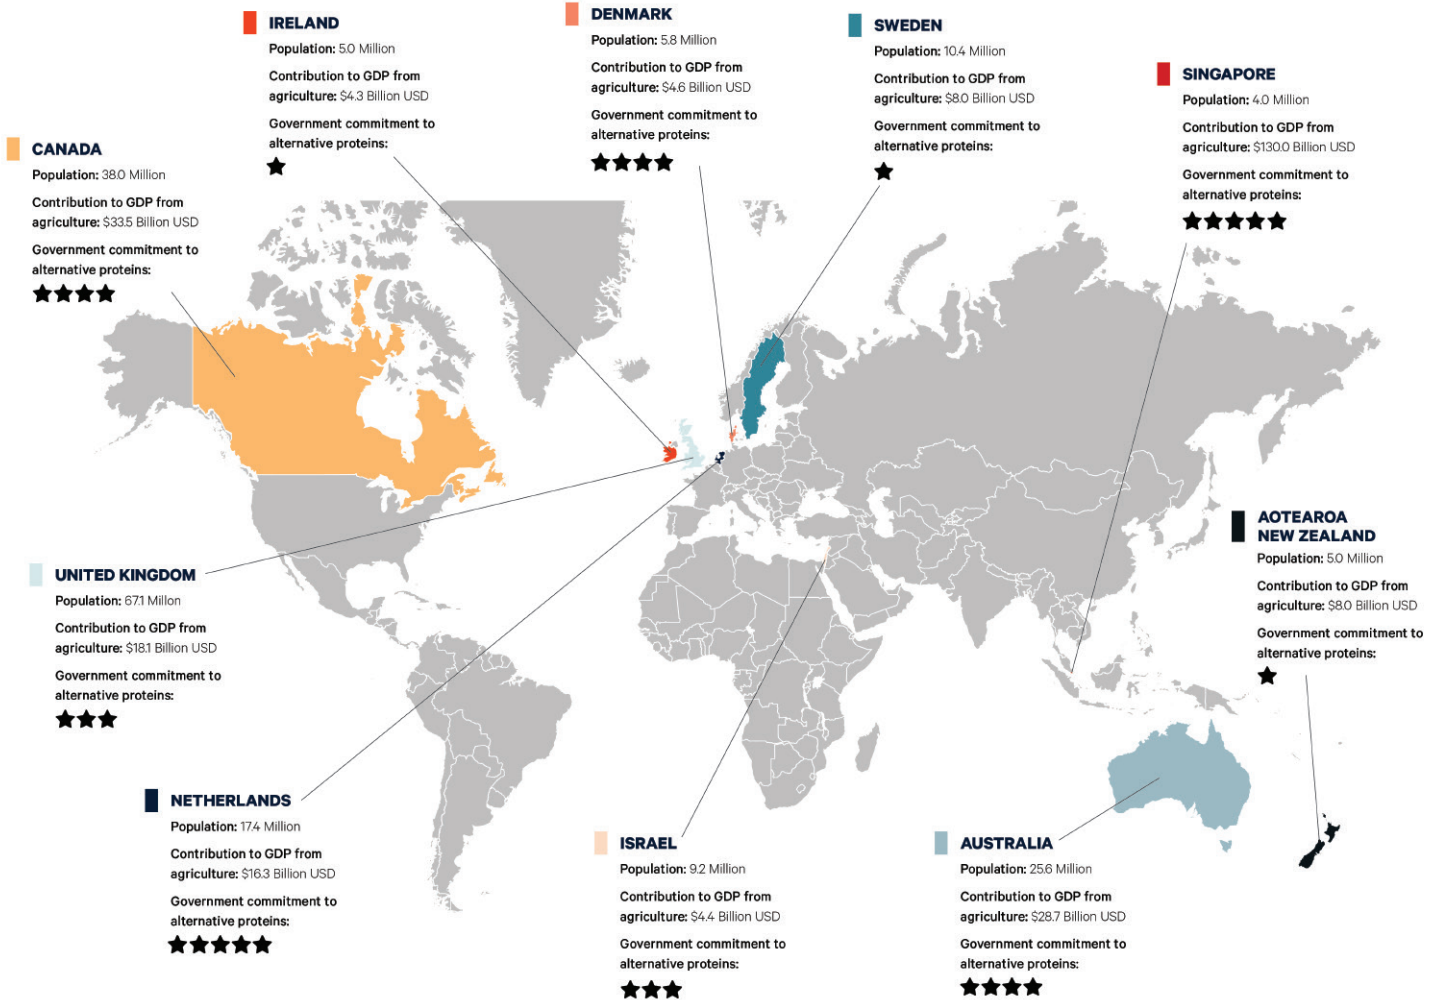 IRELAND
Population: 5.0 Million
Contribution to GDP from
agriculture: $4.3 Billion USD
Government commitment to
alternative proteins:
DENMARK
Population: 5.8 Million
Contribution to GDP from
agriculture: $4.6 Billion USD
Government commitment to
alternative proteins:
SWEDEN
Population: 10.4 Million
Contribution to GDP from
agriculture: $8.0 Billion USD
Government commitment to
alternative proteins:
SINGAPORE
Population: 4.0 Million
Contribution to GDP from
agriculture: $130.0 Billion USD
Government commitment to
alternative proteins:
CANADA
Population: 38.0 Million
Contribution to GDP from
agriculture: $33.5 Billion USD
Government commitment to
alternative proteins:
AOTEAROA
NEW ZEALAND
Population: 5.0 Million
Contribution to GDP from
agriculture: $8.0 Billion USD
Government commitment to
alternative proteins:
UNITED KINGDOM
Population: 67.1 Millon
Contribution to GDP from
agriculture: $18.1 Billion USD
Government commitment to
alternative proteins:
NETHERLANDS
Population: 17.4 Million
Contribution to GDP from
agriculture: $16.3 Billion USD
Government commitment to
alternative proteins:
ISRAEL
Population: 9.2 Million
Contribution to GDP from
agriculture: $4.4 Billion USD
Government commitment to
alternative proteins:
AUSTRALIA
Population: 25.6 Million
Contribution to GDP from
agriculture: $28.7 Billion USD
Government commitment to
alternative proteins: